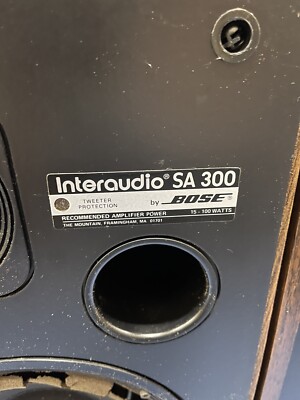 Interaudio® SA 300
TWEETER PROTECTION
by BOSE®
RECOMMENDED AMPLIFIER POWER 15 - 100 WATTS
THE MOUNTAIN, FRAMINGHAM, MA 01701